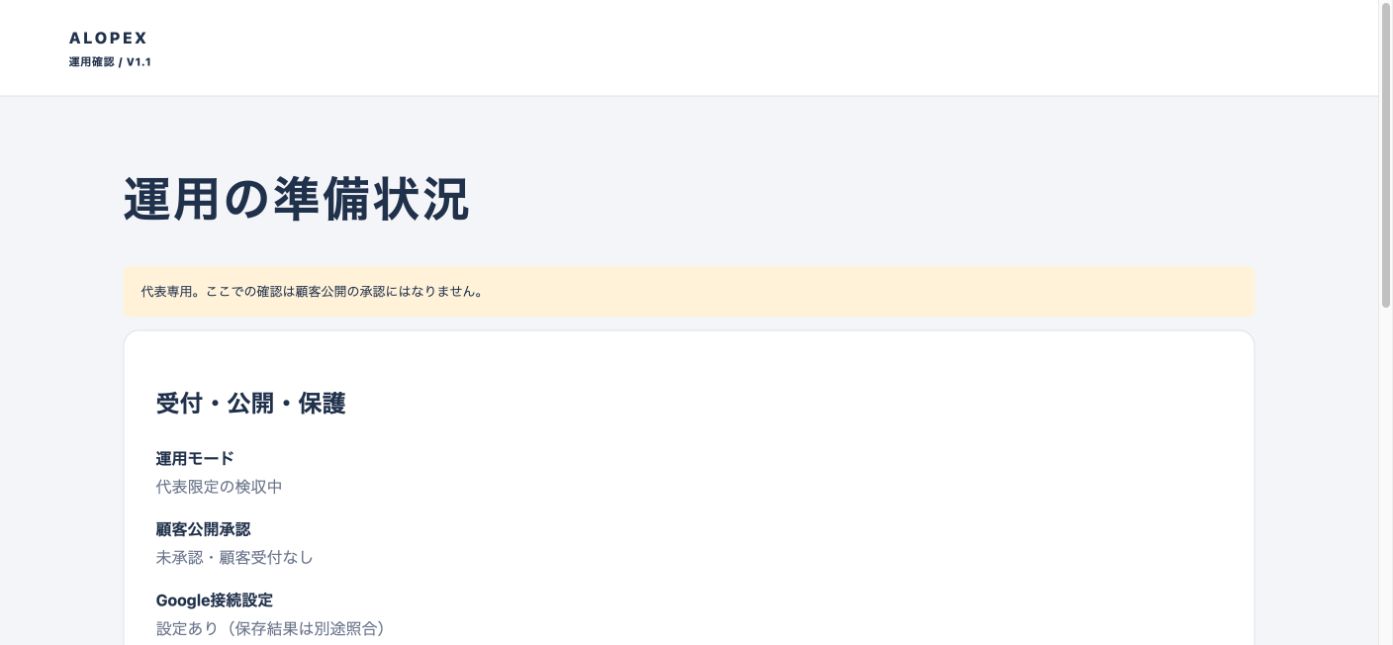 ALOPEX
運用確認 / V1.1
運用の準備状況
代表専用。ここでの確認は顧客公開の承認にはなりません。
受付・公開・保護
運用モード
代表限定の検収中
顧客公開承認
未承認・顧客受付なし
Google接続設定
設定あり（保存結果は別途照合）